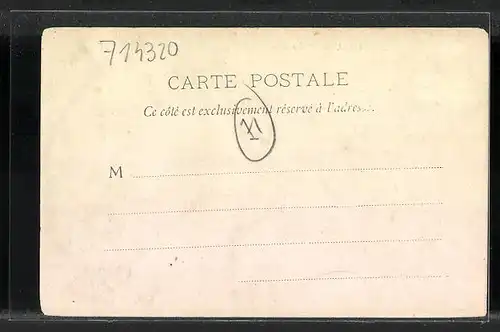 714320
CARTE POSTALE
Ce côté est exclusivement réservé à l'adres...
M